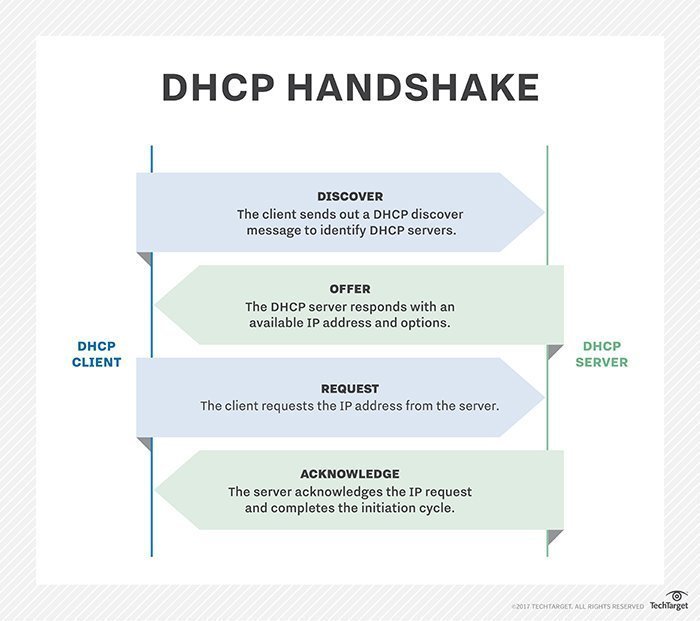 DHCP HANDSHAKE
DISCOVER
The client sends out a DHCP discover
message to identify DHCP servers.
OFFER
The DHCP server responds with an
available IP address and options.
DHCP
CLIENT
DHCP
SERVER
REQUEST
The client requests the IP address from the server.
ACKNOWLEDGE
The server acknowledges the IP request
and completes the initiation cycle.
©2017 TECHTARGET. ALL RIGHTS RESERVED
TechTarget